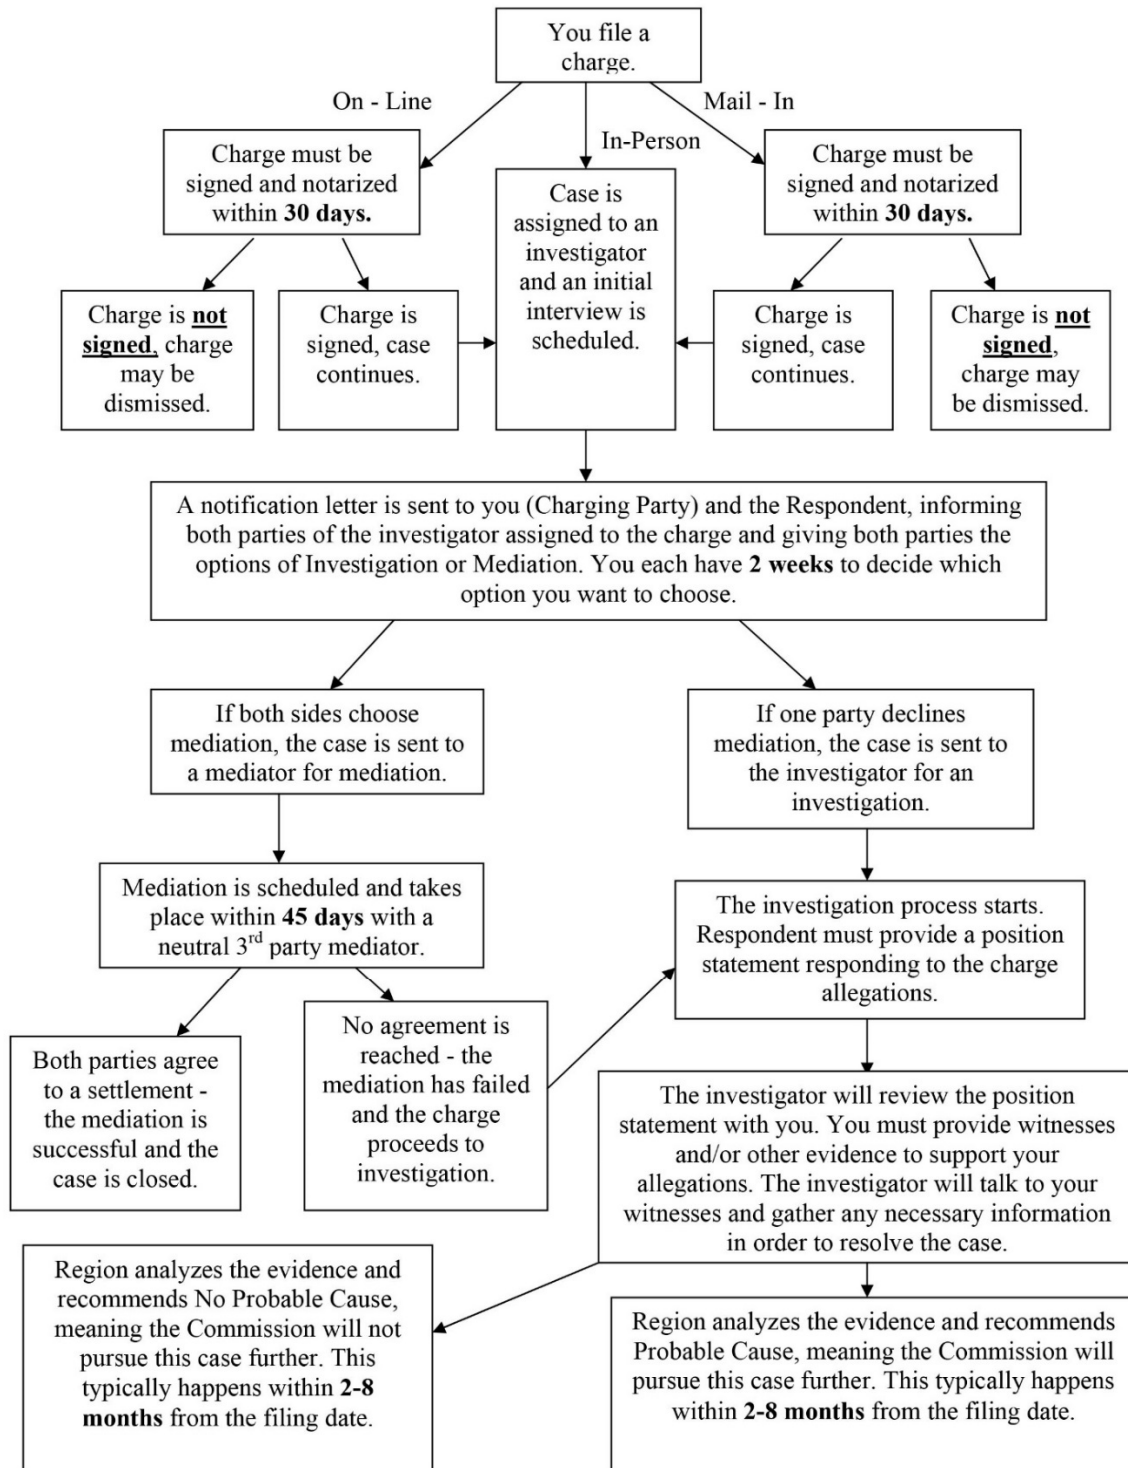 You file a
charge.
On - Line
Mail - In
In-Person
Charge must be
signed and notarized
within 30 days.
Case is
assigned to an
investigator
and an initial
interview is
scheduled.
Charge must be
signed and notarized
within 30 days.
Charge is not
signed, charge
may be
dismissed.
Charge is
signed, case
continues.
Charge is
signed, case
continues.
Charge is not
signed,
charge may
be dismissed.
A notification letter is sent to you (Charging Party) and the Respondent, informing
both parties of the investigator assigned to the charge and giving both parties the
options of Investigation or Mediation. You each have 2 weeks to decide which
option you want to choose.
If both sides choose
mediation, the case is sent to
a mediator for mediation.
If one party declines
mediation, the case is sent to
the investigator for an
investigation.
Mediation is scheduled and takes
place within 45 days with a
neutral 3rd party mediator.
The investigation process starts.
Respondent must provide a position
statement responding to the charge
allegations.
Both parties agree
to a settlement -
the mediation is
successful and the
case is closed.
No agreement is
reached - the
mediation has failed
and the charge
proceeds to
investigation.
The investigator will review the position
statement with you. You must provide witnesses
and/or other evidence to support your
allegations. The investigator will talk to your
witnesses and gather any necessary information
in order to resolve the case.
Region analyzes the evidence and
recommends No Probable Cause,
meaning the Commission will not
pursue this case further. This
typically happens within 2-8
months from the filing date.
Region analyzes the evidence and recommends
Probable Cause, meaning the Commission will
pursue this case further. This typically happens
within 2-8 months from the filing date.